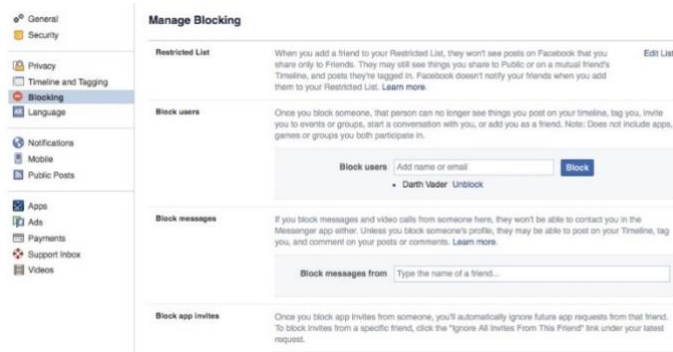 General
Security
Privacy
Timeline and Tagging
Blocking
Language
Notifications
Mobile
Public Posts
Apps
Ads
Payments
Support Inbox
Videos
Manage Blocking
Restricted List
When you add a friend to your Restricted List, they won't see posts on Facebook that you
share only to Friends. They may still see things you share to Public or on a mutual friend's
Timeline, and posts they're tagged in. Facebook doesn't notify your friends when you add
them to your Restricted List. Learn more.
Edit List
Block users
Once you block someone, that person can no longer see things you post on your timeline, tag you, invite
you to events or groups, start a conversation with you, or add you as a friend. Note: Does not include apps,
games or groups you both participate in.
Block users Add name or email Block
• Darth Vader Unblock
Block messages
If you block messages and video calls from someone here, they won't be able to contact you in the
Messenger app either. Unless you block someone's profile, they may be able to post on your Timeline, tag
you, and comment on your posts or comments. Learn more.
Block messages from Type the name of a friend...
Block app invites
Once you block app invites from someone, you'll automatically ignore future app requests from that friend.
To block invites from a specific friend, click the "Ignore All Invites From This Friend" link under your latest
request.